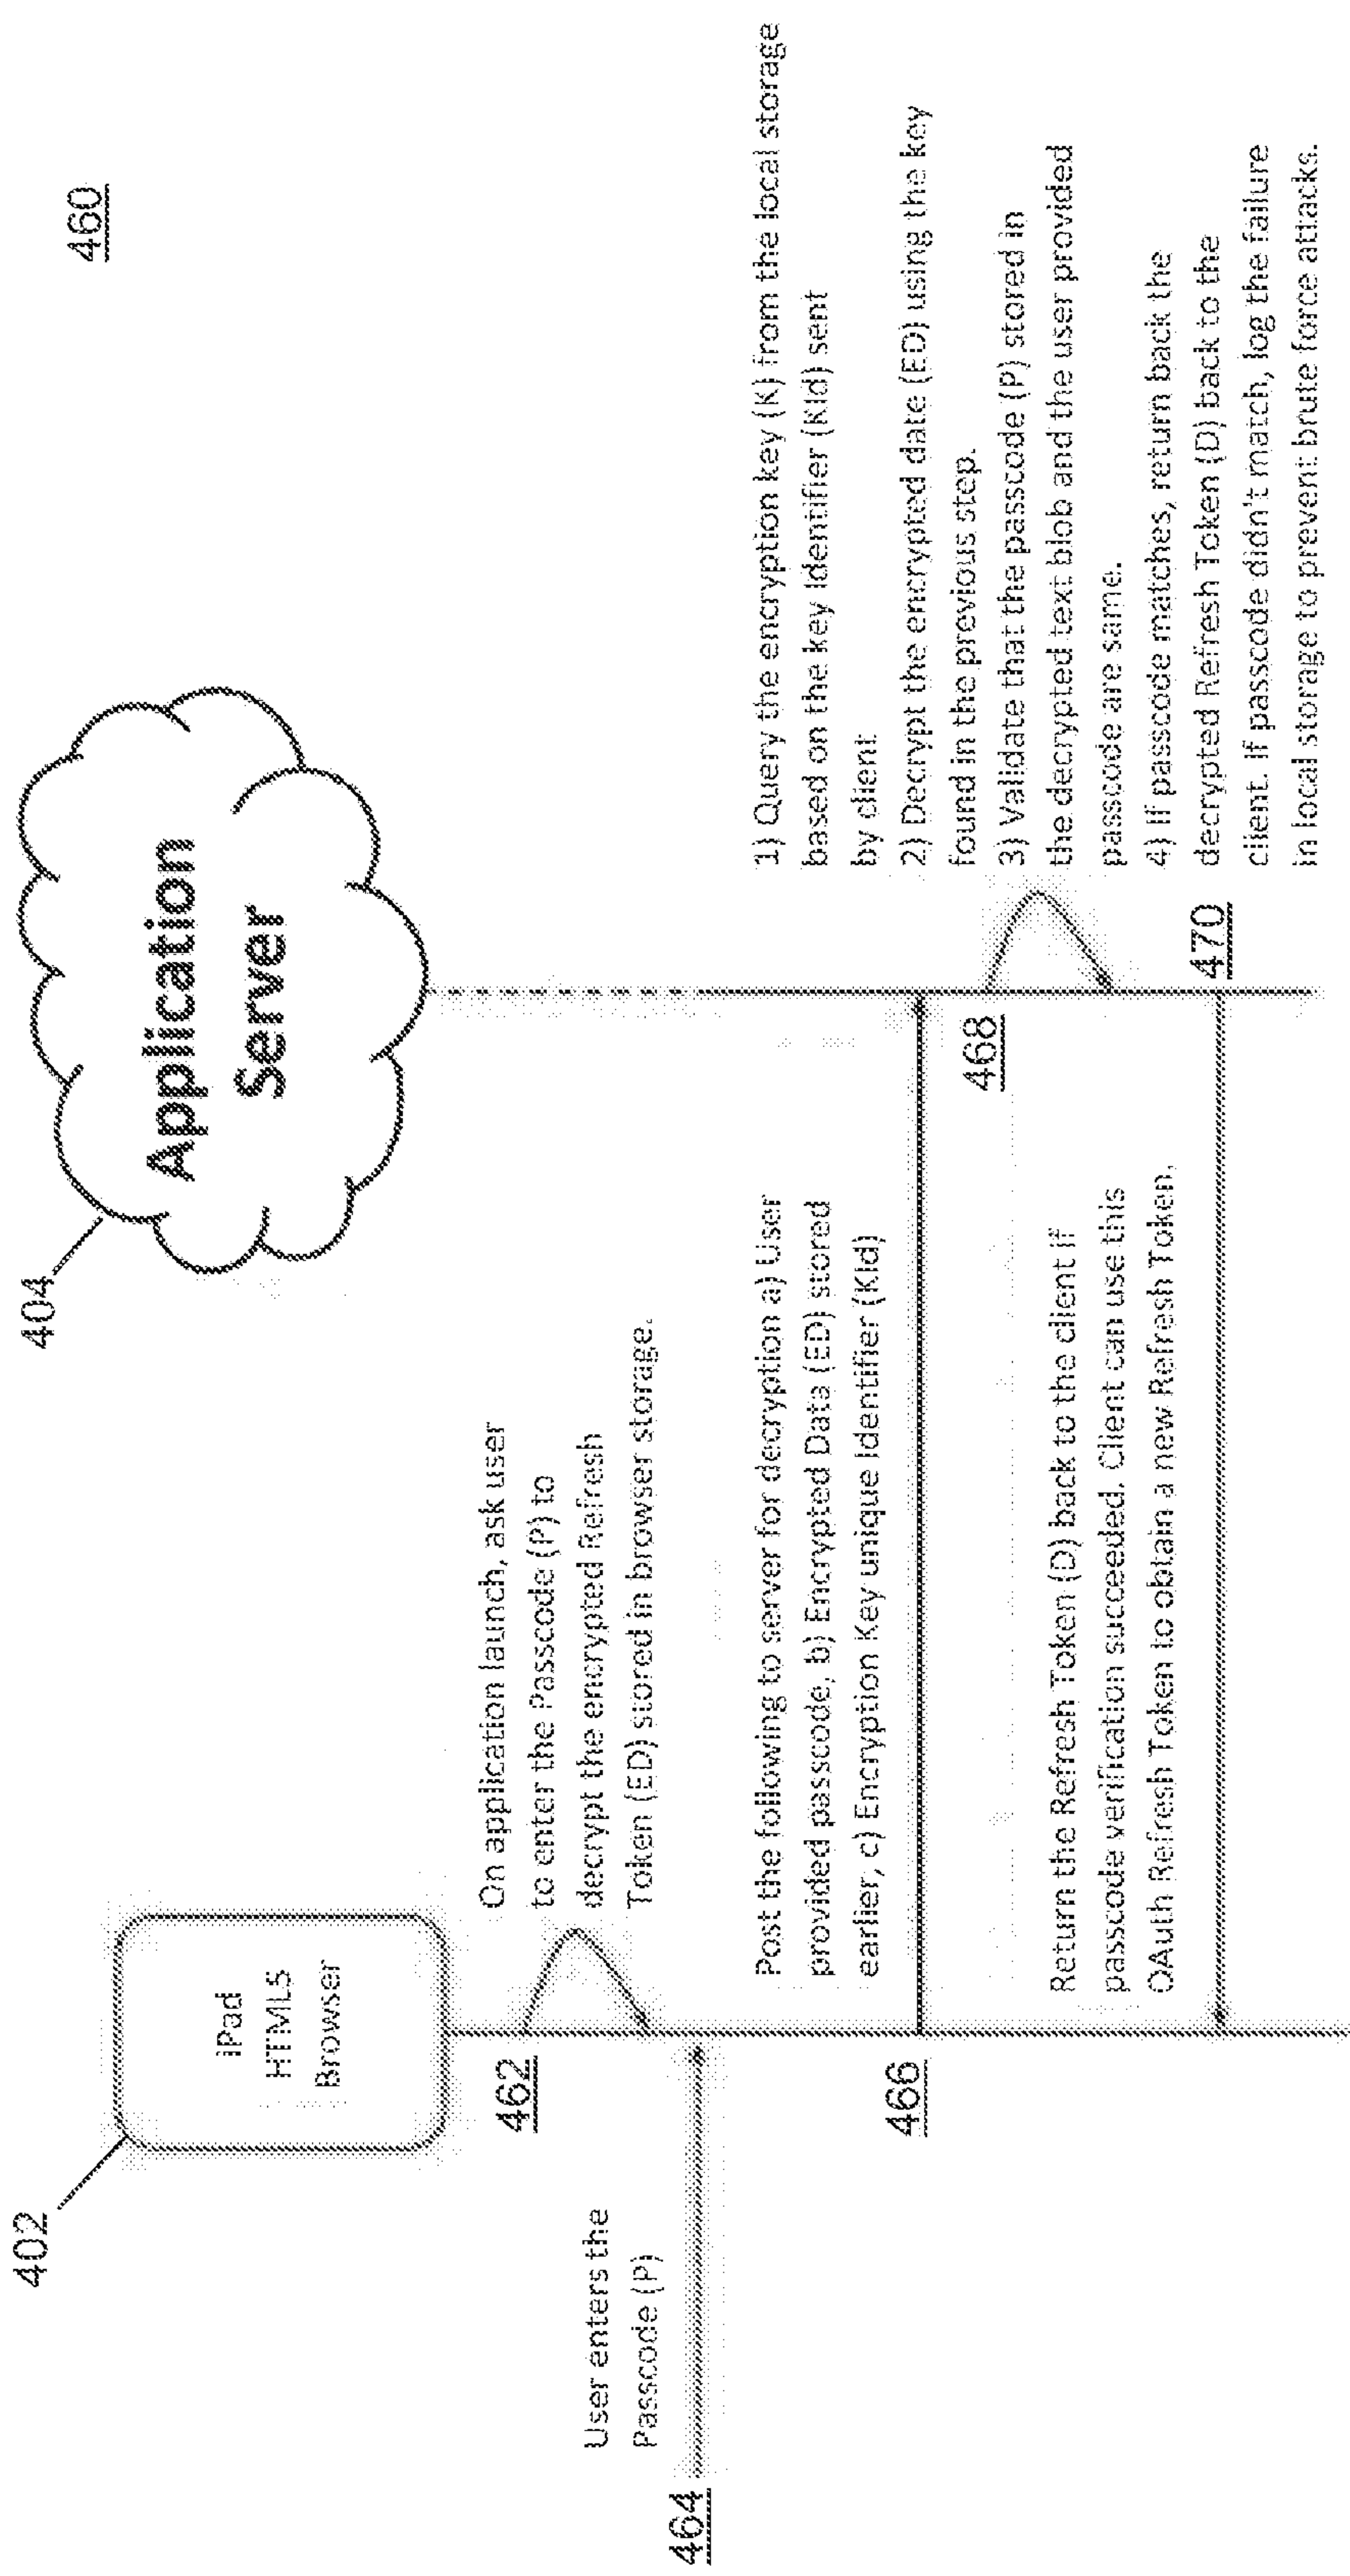 460
404
Application
Server
402
iPad
HTML5
Browser
462
On application launch, ask user
to enter the Passcode (P) to
decrypt the encrypted Refresh
Token (ED) stored in browser storage.
User enters the
Passcode (P)
464
Post the following to server for decryption a) User
provided passcode, b) Encrypted Data (ED) stored
earlier, c) Encryption Key unique Identifier (KId)
466
468
1) Query the encryption key (K) from the local storage
based on the key Identifier (KId) sent
by client
2) Decrypt the encrypted date (ED) using the key
found in the previous step.
3) Validate that the passcode (P) stored in
the decrypted text blob and the user provided
passcode are same.
4) If passcode matches, return back the
decrypted Refresh Token (D) back to the
client. If passcode didn't match, log the failure
in local storage to prevent brute force attacks.
Return the Refresh Token (D) back to the client if
passcode verification succeeded. Client can use this
OAuth Refresh Token to obtain a new Refresh Token.
470